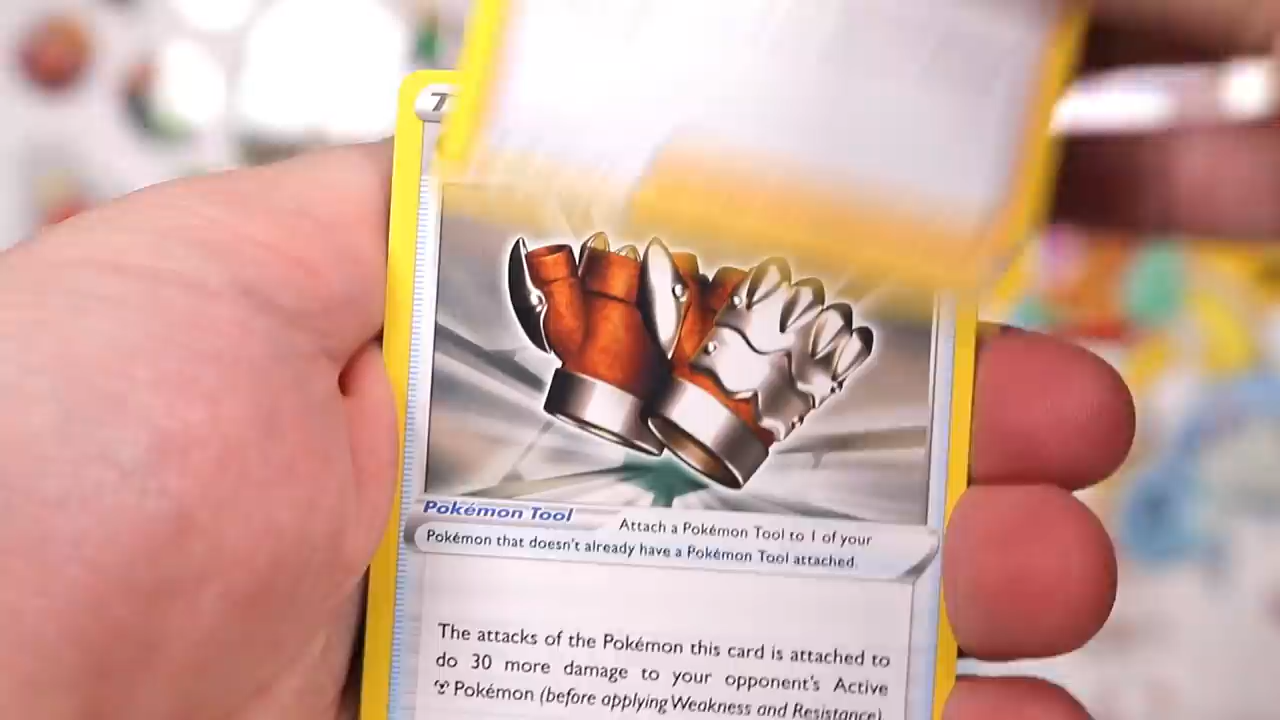 T
Pokémon Tool
Attach a Pokémon Tool to 1 of your
Pokémon that doesn't already have a Pokémon Tool attached.
The attacks of the Pokémon this card is attached to
do 30 more damage to your opponent's Active
Pokémon (before applying Weakness and Resistance).